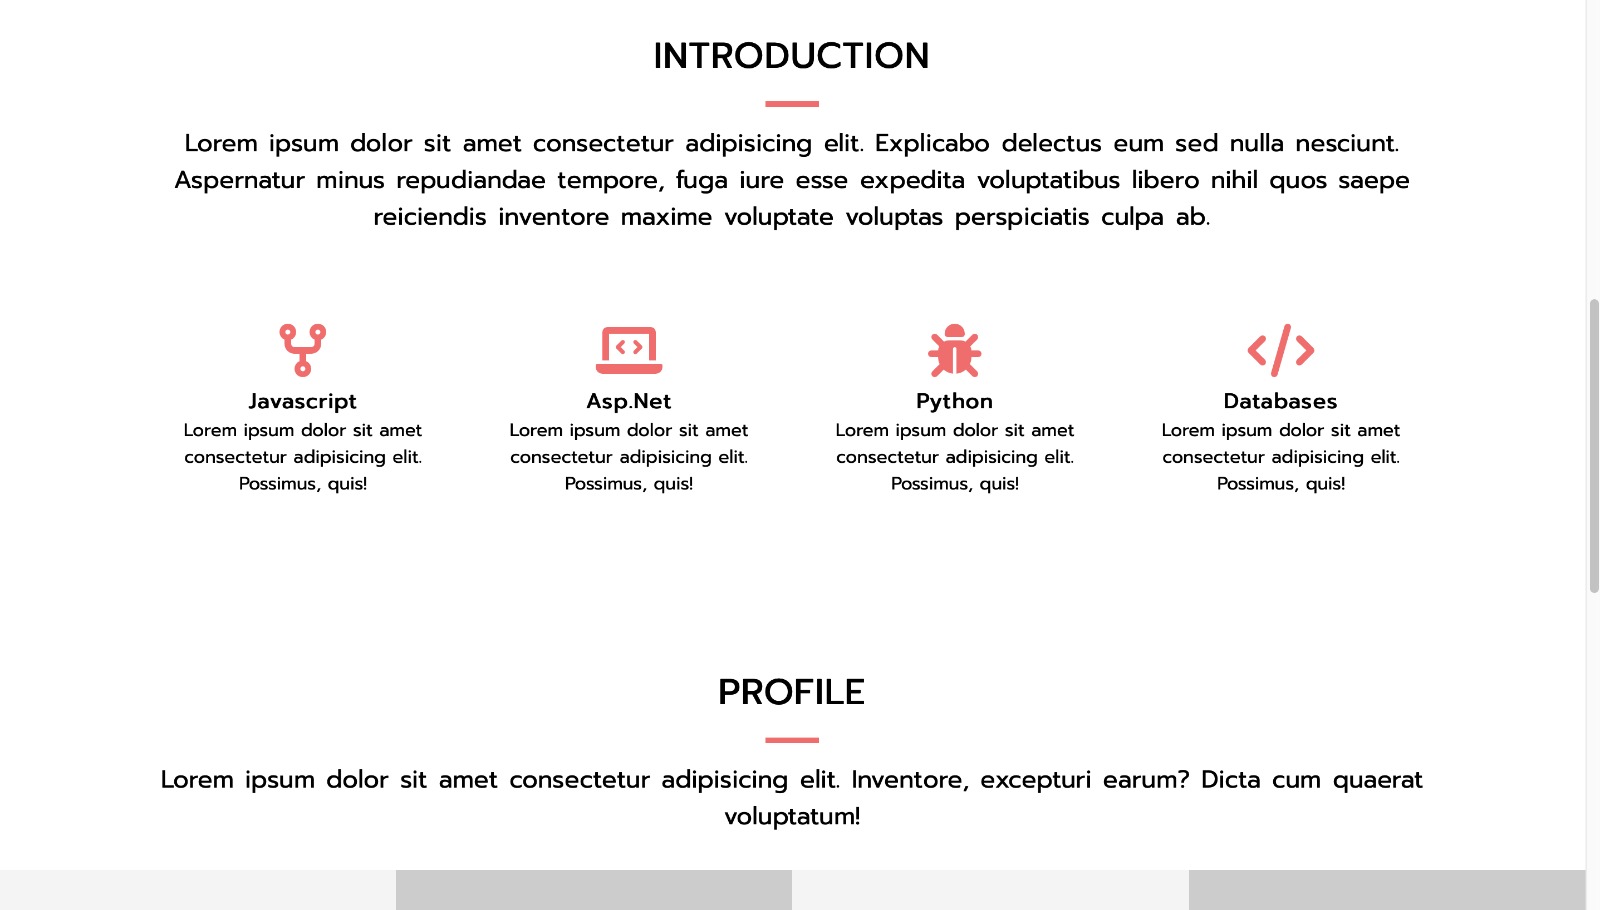 INTRODUCTION
Lorem ipsum dolor sit amet consectetur adipisicing elit. Explicabo delectus eum sed nulla nesciunt.
Aspernatur minus repudiandae tempore, fuga iure esse expedita voluptatibus libero nihil quos saepe
reiciendis inventore maxime voluptate voluptas perspiciatis culpa ab.
Javascript
Lorem ipsum dolor sit amet
consectetur adipisicing elit.
Possimus, quis!
Asp.Net
Lorem ipsum dolor sit amet
consectetur adipisicing elit.
Possimus, quis!
Python
Lorem ipsum dolor sit amet
consectetur adipisicing elit.
Possimus, quis!
Databases
Lorem ipsum dolor sit amet
consectetur adipisicing elit.
Possimus, quis!
PROFILE
Lorem ipsum dolor sit amet consectetur adipisicing elit. Inventore, excepturi earum? Dicta cum quaerat
voluptatum!